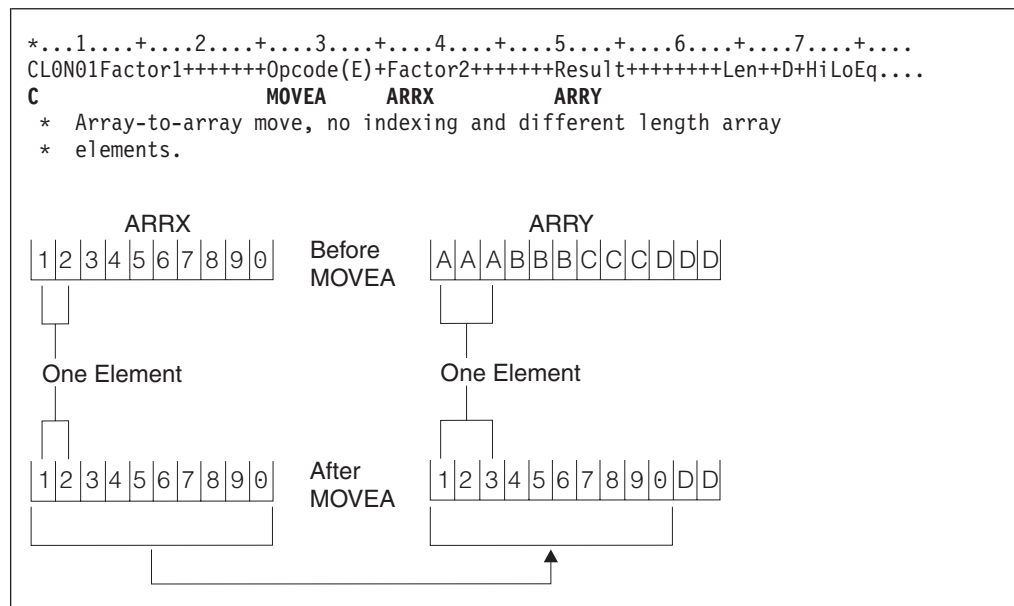 *...1....+....2....+....3....+....4....+....5....+....6....+....7....+....
CL0N01Factor1+++++++Opcode(E)+Factor2+++++++Result++++++++Len++D+HiLoEq....
C                   MOVEA     ARRX          ARRY
 *  Array-to-array move, no indexing and different length array
 *  elements.
ARRX ARRY
1 2 3 4 5 6 7 8 9 0 Before MOVEA A A A B B B C C C D D D
One Element One Element
1 2 3 4 5 6 7 8 9 0 After MOVEA 1 2 3 4 5 6 7 8 9 0 D D